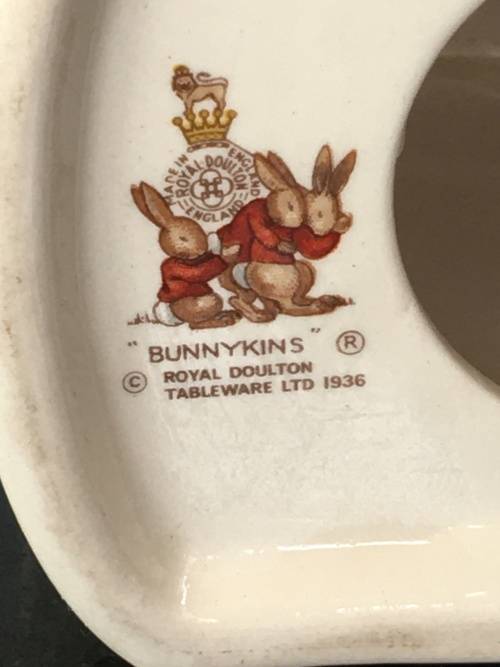 MADE IN ENGLAND
ROYAL DOULTON
ENGLAND
"BUNNYKINS" ®
© ROYAL DOULTON
TABLEWARE LTD 1936